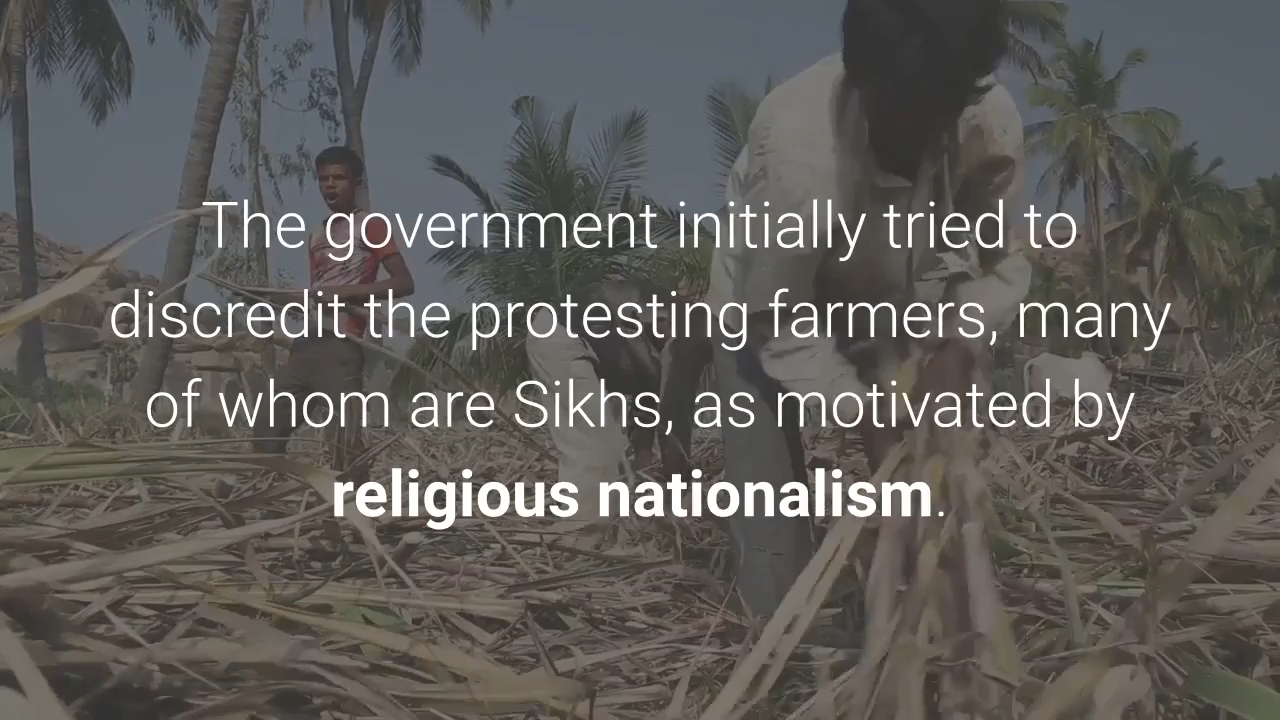 The government initially tried to
discredit the protesting farmers, many
of whom are Sikhs, as motivated by
religious nationalism.